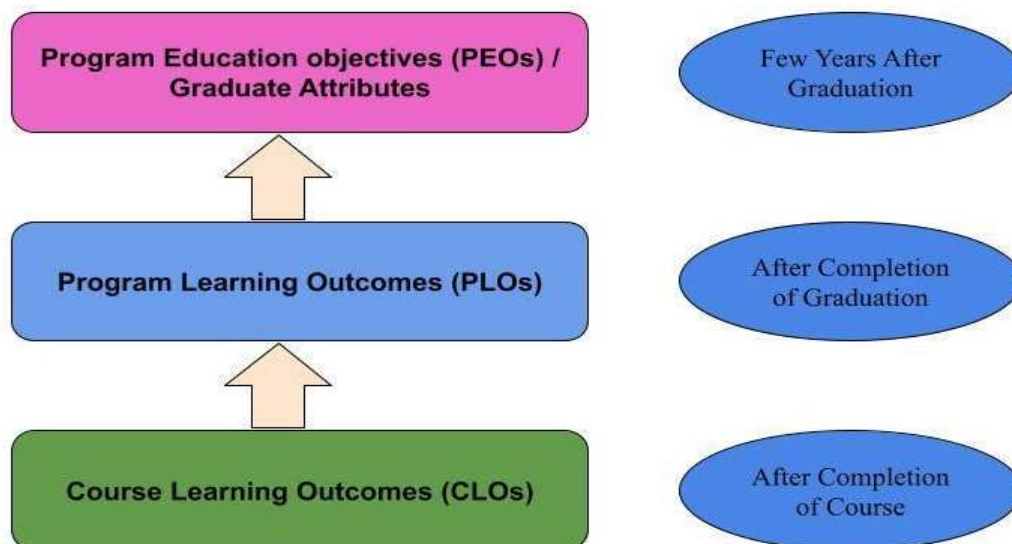 Program Education objectives (PEOs) /
Graduate Attributes
Few Years After
Graduation
Program Learning Outcomes (PLOs)
After Completion
of Graduation
Course Learning Outcomes (CLOs)
After Completion
of Course